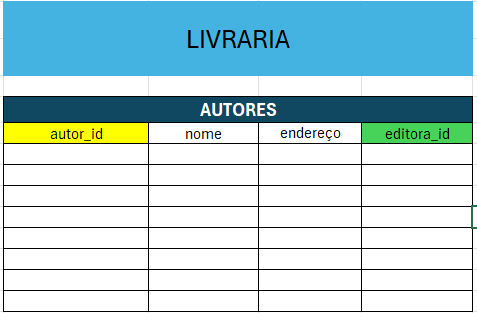 LIVRARIA
AUTORES
autor_id nome endereço editora_id